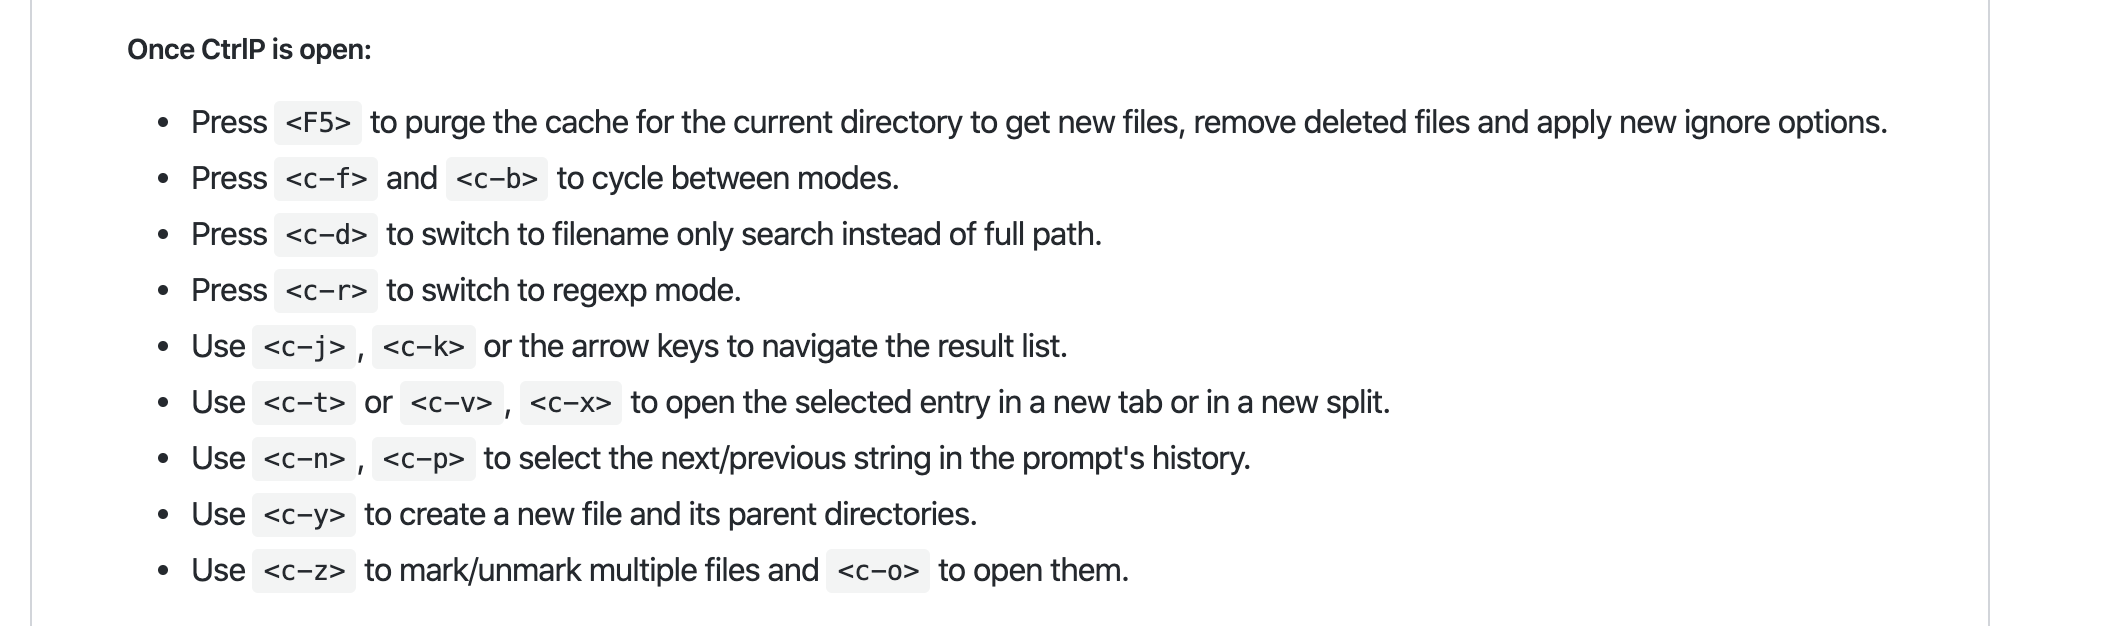 Once CtrlP is open:
• Press <F5> to purge the cache for the current directory to get new files, remove deleted files and apply new ignore options.
• Press <c-f> and <c-b> to cycle between modes.
• Press <c-d> to switch to filename only search instead of full path.
• Press <c-r> to switch to regexp mode.
• Use <c-j>, <c-k> or the arrow keys to navigate the result list.
• Use <c-t> or <c-v>, <c-x> to open the selected entry in a new tab or in a new split.
• Use <c-n>, <c-p> to select the next/previous string in the prompt's history.
• Use <c-y> to create a new file and its parent directories.
• Use <c-z> to mark/unmark multiple files and <c-o> to open them.